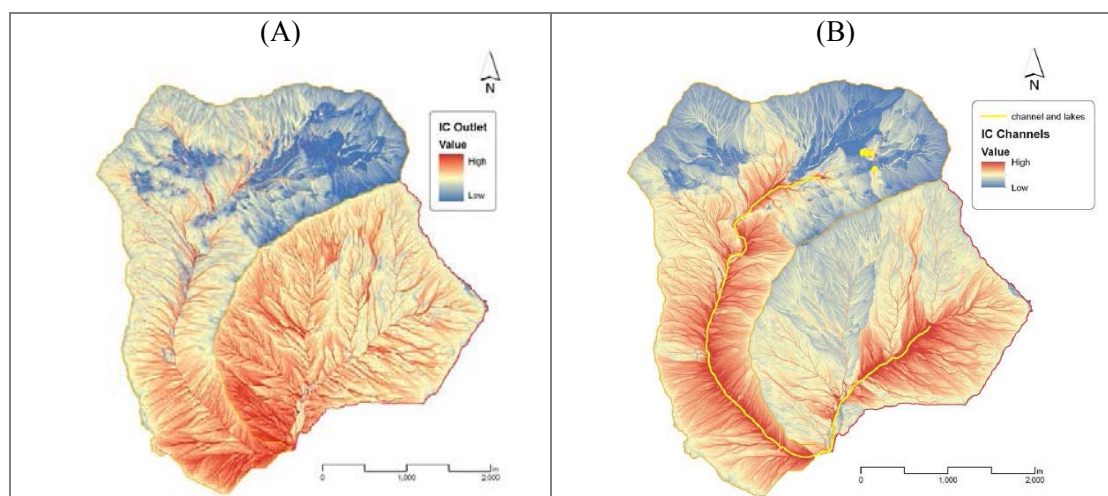 (A)
N
IC Outlet
Value
High
Low
m
0 1,000 2,000
(B)
N
channel and lakes
IC Channels
Value
High
Low
m
0 1,000 2,000